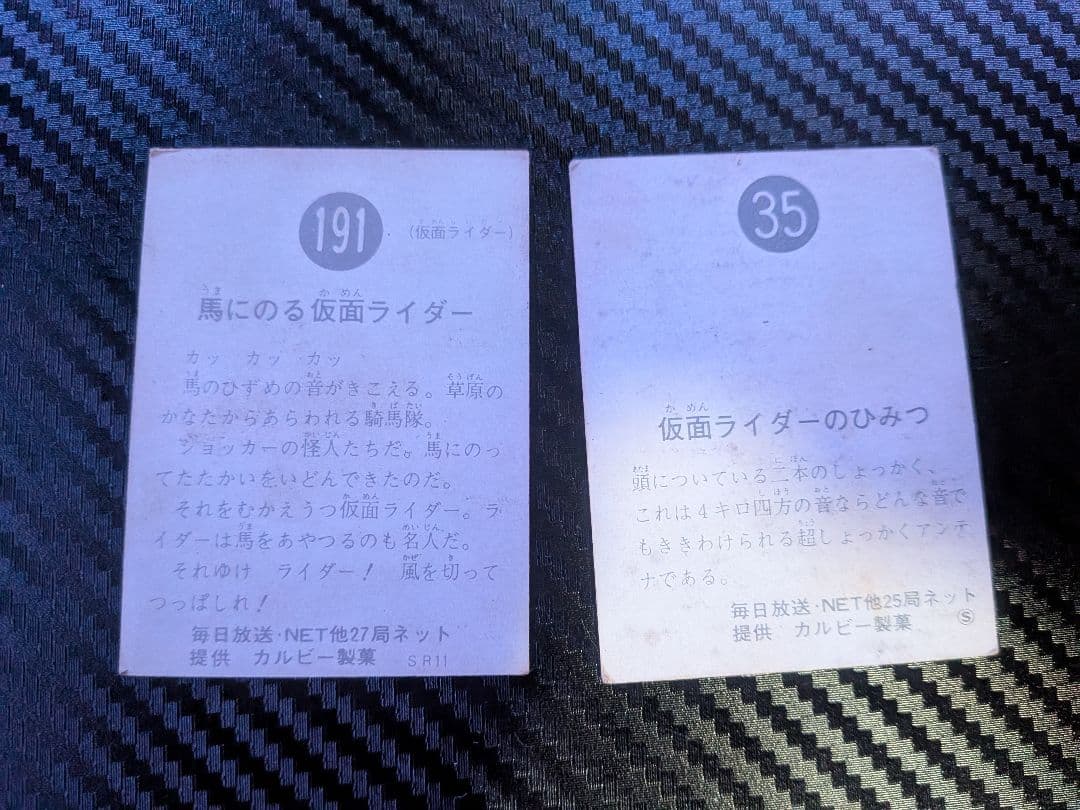 191
(仮面ライダー)
馬にのる仮面ライダー
カッ カッ カッ
馬のひずめの音がきこえる。草原の
かなたからあらわれる騎馬隊。
ショッカーの怪人たちだ。馬にのっ
てたたかいをいどんできたのだ。
それをむかえうつ仮面ライダー。ラ
イダーは馬をあやつるのも名人だ。
それゆけ ライダー! 風を切って
つっぱしれ!
毎日放送・NET他27局ネット
提供 カルビー製菓 SR11
35
仮面ライダーのひみつ
頭についている二本のしょっかく、
これは4キロ四方の音ならどんな音で
もききわけられる超しょっかくアンテ
ナである。
毎日放送・NET他25局ネット
提供 カルビー製菓 Ⓢ